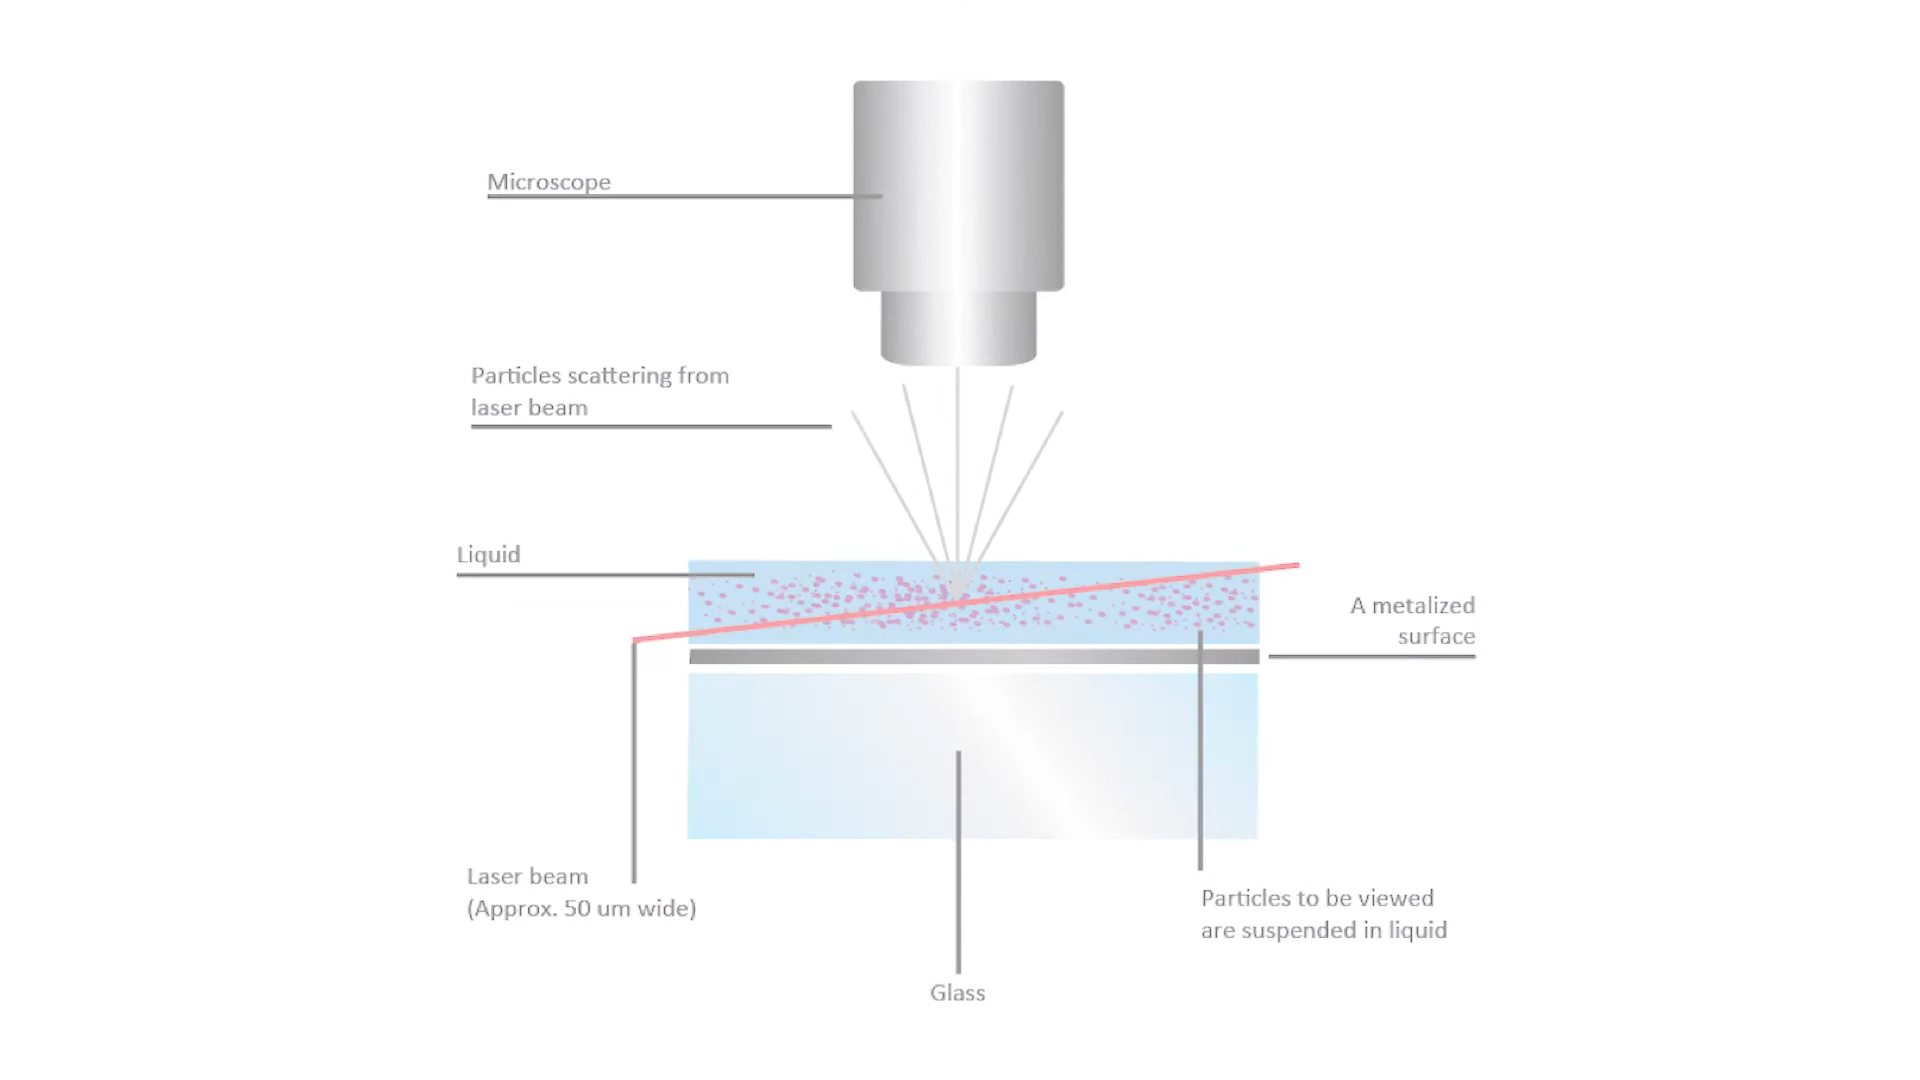 Microscope
Particles scattering from
laser beam
Liquid
A metalized
surface
Laser beam
(Approx. 50 um wide)
Particles to be viewed
are suspended in liquid
Glass